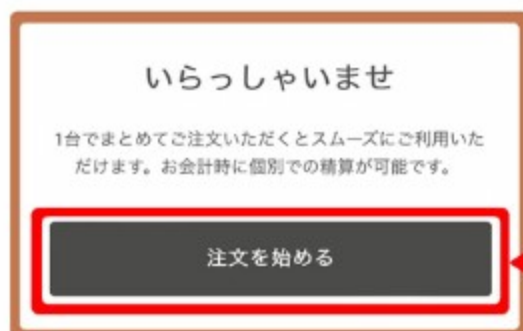 いらっしゃいませ
1台でまとめてご注文いただくとスムーズにご利用いた
だけます。お会計時に個別での精算が可能です。
注文を始める